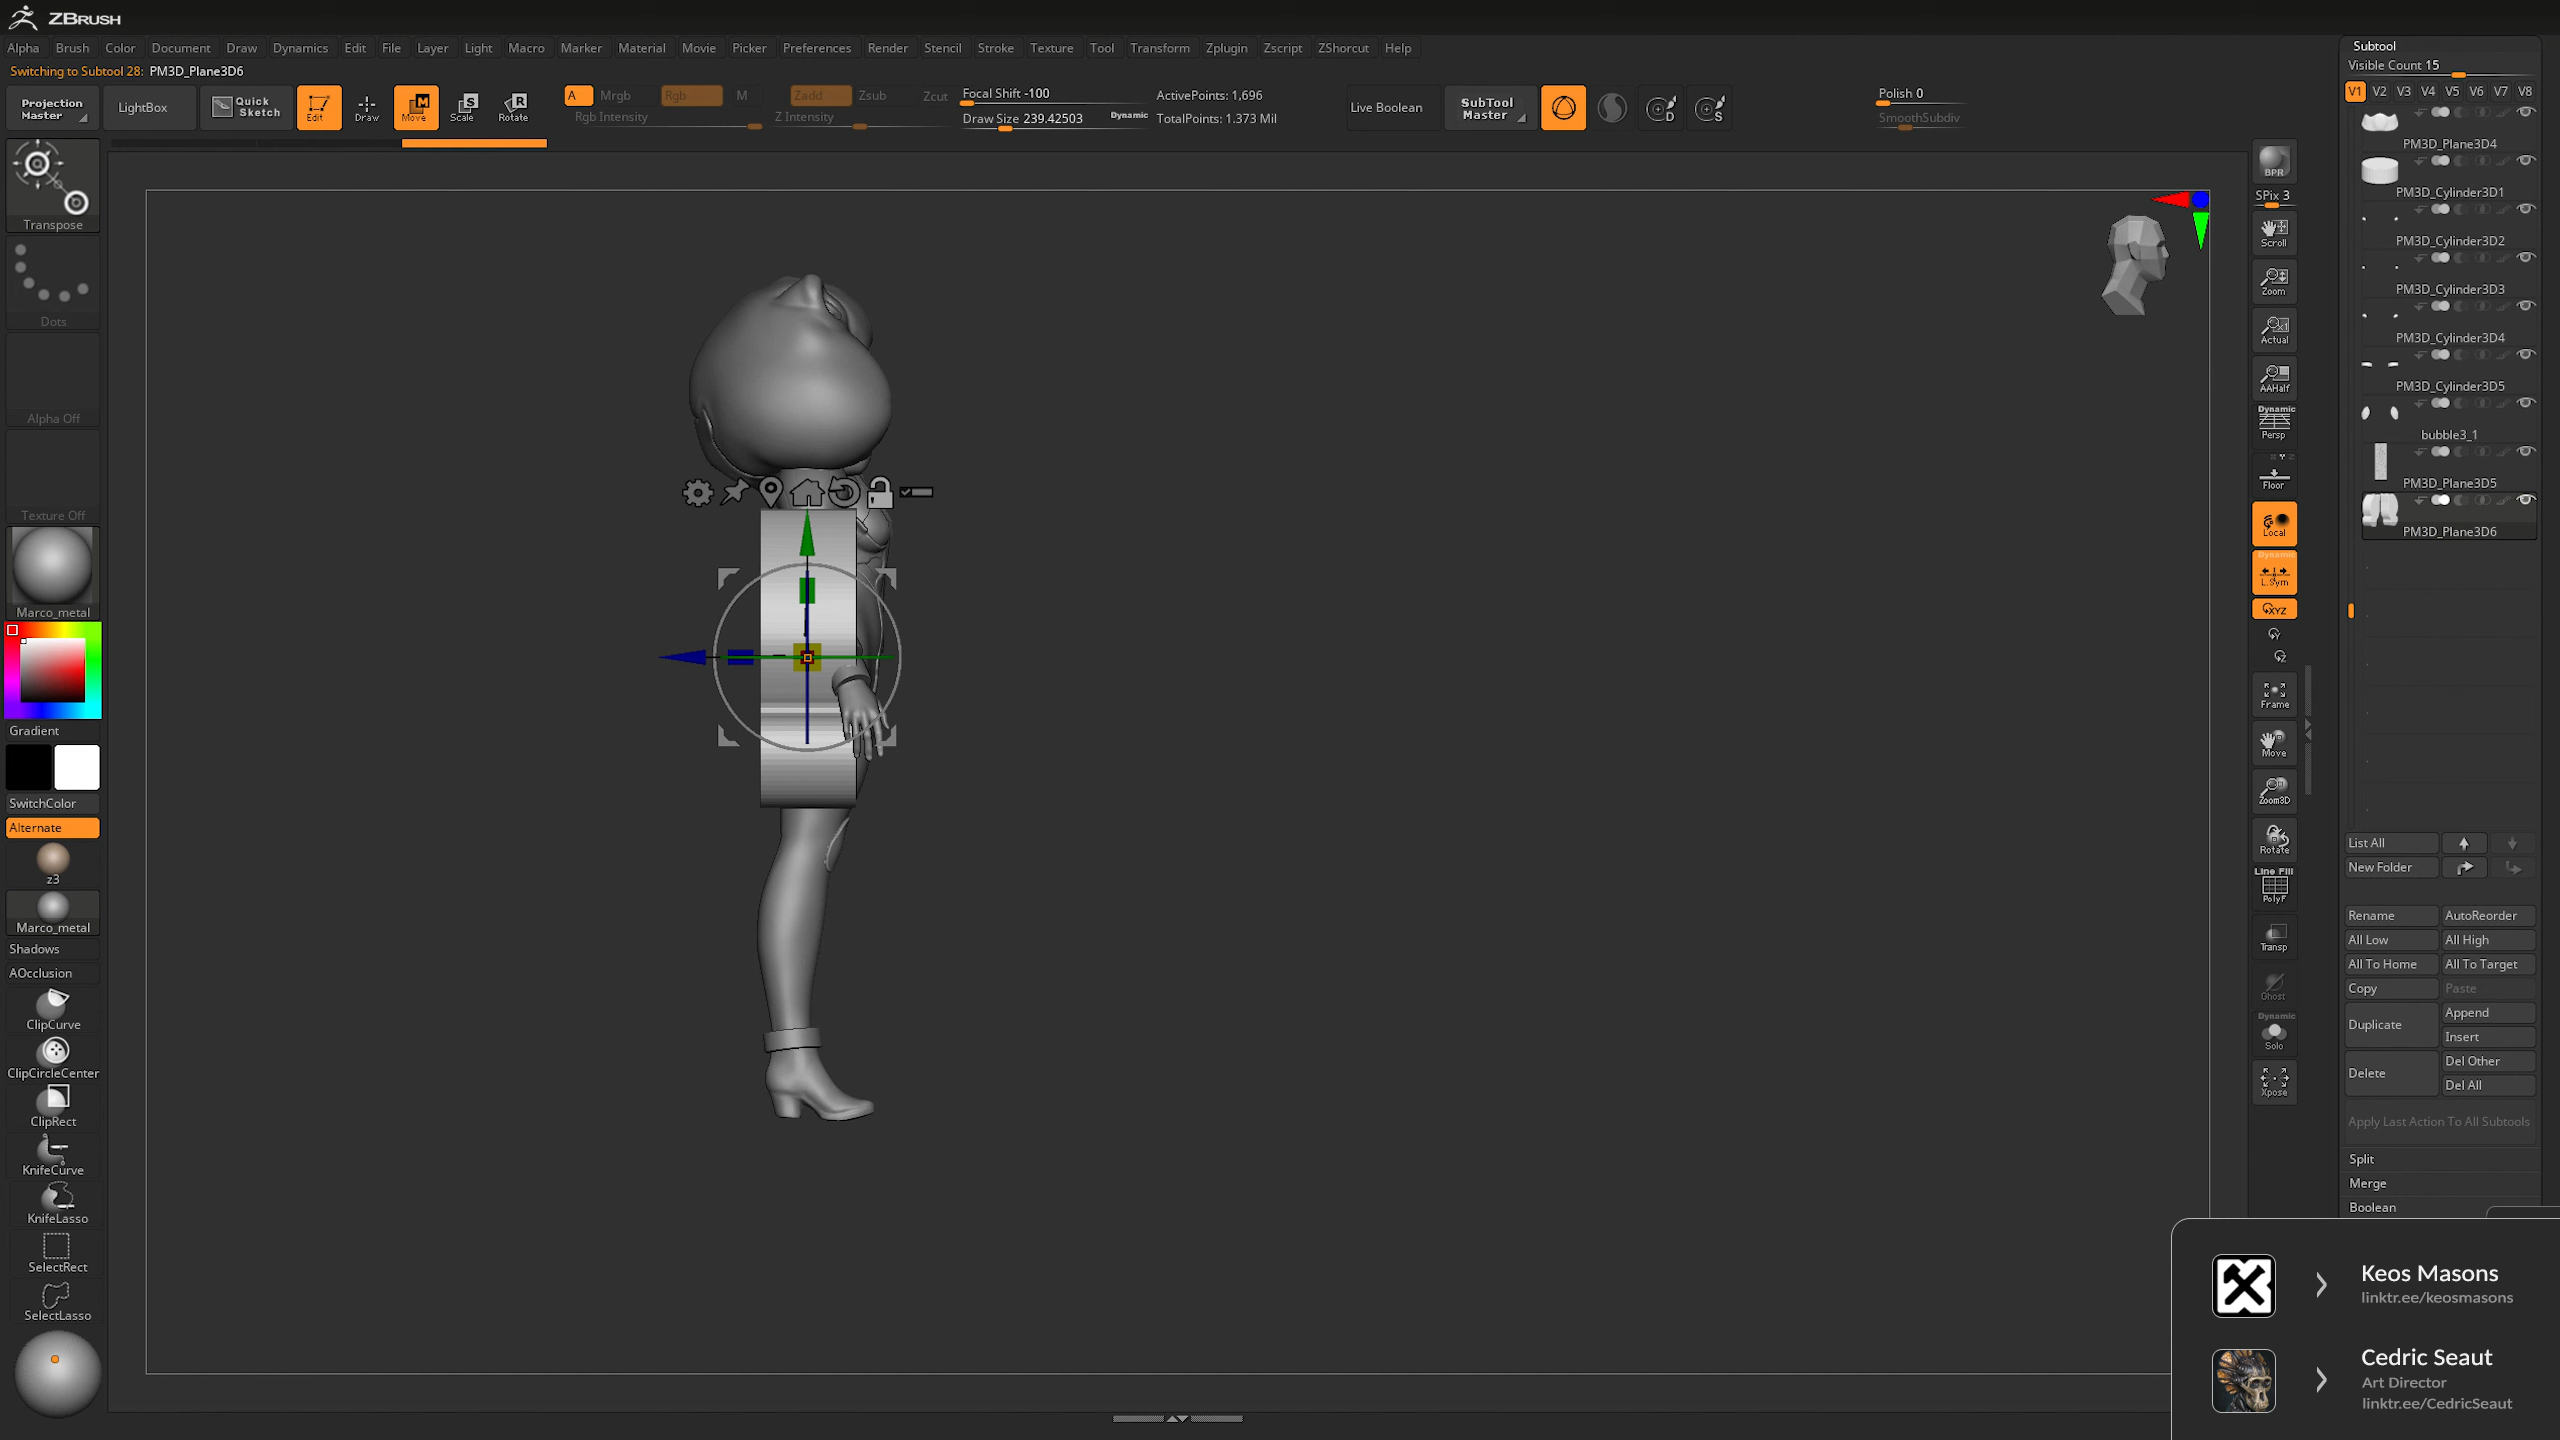 ZBRUSH
Alpha Brush Color Document Draw Dynamics Edit File Layer Light Macro Marker Material Movie Picker Preferences Render Stencil Stroke Texture Tool Transform Zplugin Zscript ZShorcut Help
Switching to Subtool 28: PM3D_Plane3D6
Projection Master
LightBox
Quick Sketch
Edit
Draw
Move
Scale
Rotate
A Mrgb Rgb M Zadd Zsub Zcut
Rgb Intensity Z Intensity
Focal Shift -100
Draw Size 239.42503 Dynamic
ActivePoints: 1,696
TotalPoints: 1.373 Mil
Live Boolean
SubTool Master
Polish 0
SmoothSubdiv
Transpose
Dots
Alpha Off
Texture Off
Marco_metal
Gradient
SwitchColor
Alternate
z3
Marco_metal
Shadows
AOcclusion
ClipCurve
ClipCircleCenter
ClipRect
KnifeCurve
KnifeLasso
SelectRect
SelectLasso
BPR
SPix 3
Scroll
Zoom
Actual
AAHalf
Dynamic
Persp
Floor
Local
Dynamic
L.Sym
XYZ
Frame
Move
Zoom3D
Rotate
Line Fill
PolyF
Transp
Ghost
Dynamic
Solo
Xpose
Subtool
Visible Count 15
V1 V2 V3 V4 V5 V6 V7 V8
PM3D_Plane3D4
PM3D_Cylinder3D1
PM3D_Cylinder3D2
PM3D_Cylinder3D3
PM3D_Cylinder3D4
PM3D_Cylinder3D5
bubble3_1
PM3D_Plane3D5
PM3D_Plane3D6
List All
New Folder
Rename AutoReorder
All Low All High
All To Home All To Target
Copy Paste
Duplicate Append
Insert
Delete Del Other
Del All
Apply Last Action To All Subtools
Split
Merge
Boolean
Keos Masons
linktr.ee/keosmasons
Cedric Seaut
Art Director
linktr.ee/CedricSeaut